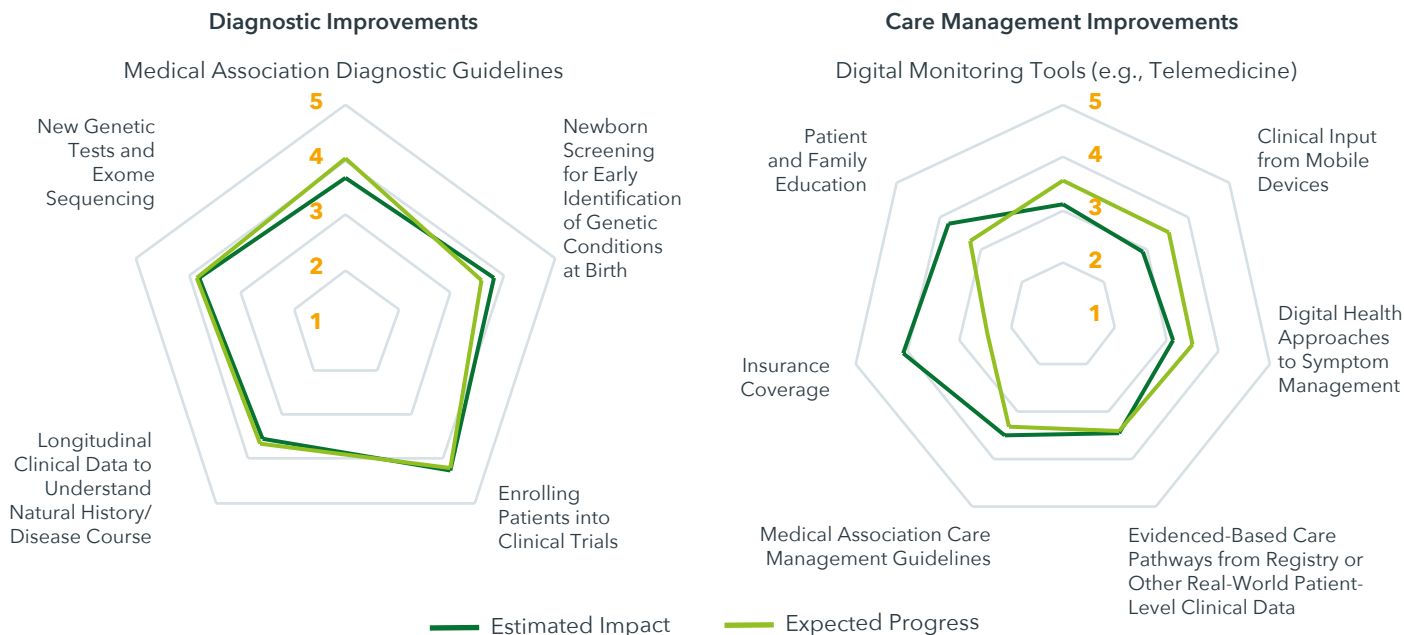 Diagnostic Improvements
Medical Association Diagnostic Guidelines
5
4
3
2
1
New Genetic
Tests and
Exome
Sequencing
Newborn
Screening
for Early
Identification
of Genetic
Conditions
at Birth
Longitudinal
Clinical Data to
Understand
Natural History/
Disease Course
Enrolling
Patients into
Clinical Trials
Care Management Improvements
Digital Monitoring Tools (e.g., Telemedicine)
5
4
3
2
1
Patient
and Family
Education
Clinical Input
from Mobile
Devices
Insurance
Coverage
Digital Health
Approaches
to Symptom
Management
Medical Association Care
Management Guidelines
Evidenced-Based Care
Pathways from Registry or
Other Real-World Patient-
Level Clinical Data
Estimated Impact
Expected Progress